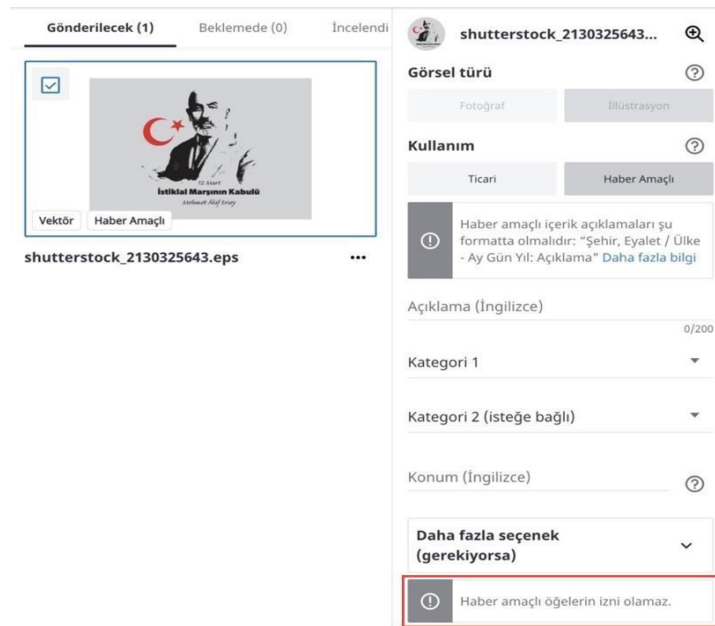 Gönderilecek (1)
Beklemede (0)
İncelendi
12 Mart
İstiklal Marşının Kabulü
Mehmet Âkif Ersoy
Vektör
Haber Amaçlı
shutterstock_2130325643.eps
shutterstock_2130325643...
Görsel türü
Fotoğraf
İllüstrasyon
Kullanım
Ticari
Haber Amaçlı
Haber amaçlı içerik açıklamaları şu
formatta olmalıdır: "Şehir, Eyalet / Ülke
- Ay Gün Yıl: Açıklama" Daha fazla bilgi
Açıklama (İngilizce)
0/200
Kategori 1
Kategori 2 (isteğe bağlı)
Konum (İngilizce)
Daha fazla seçenek
(gerekiyorsa)
Haber amaçlı öğelerin izni olamaz.